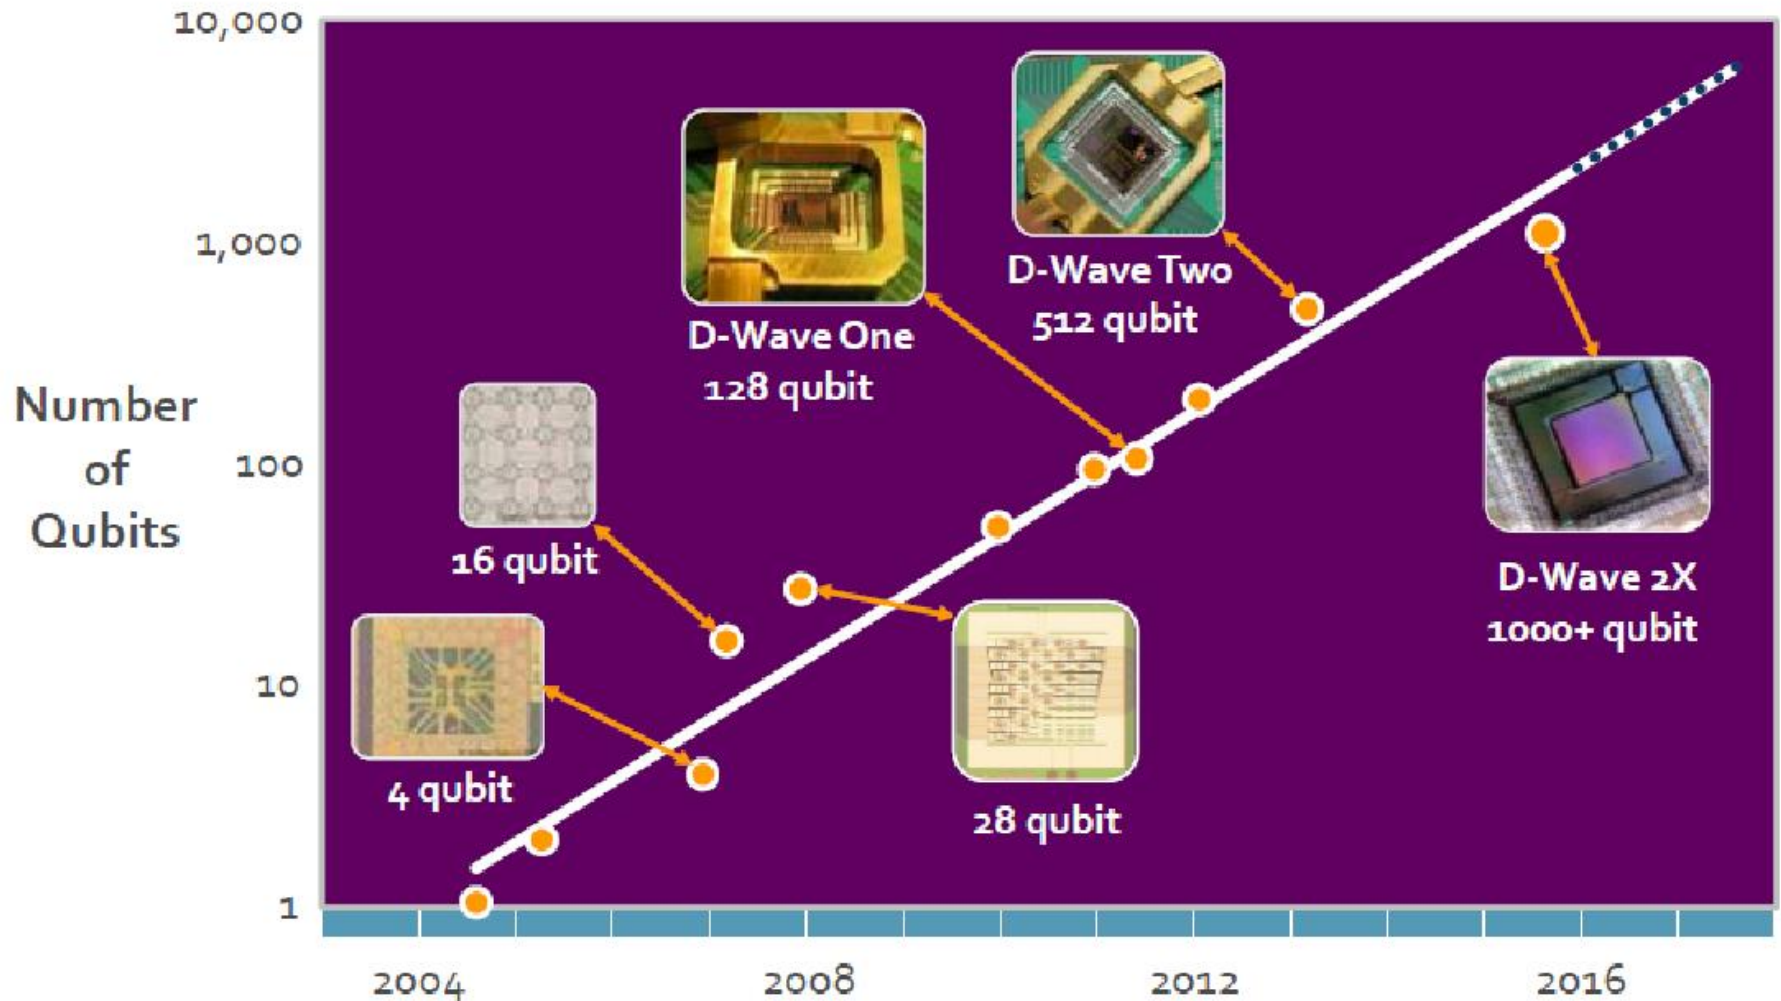 10,000
1,000
100
10
1
Number
of
Qubits
D-Wave One
128 qubit
D-Wave Two
512 qubit
16 qubit
4 qubit
28 qubit
D-Wave 2X
1000+ qubit
2004
2008
2012
2016